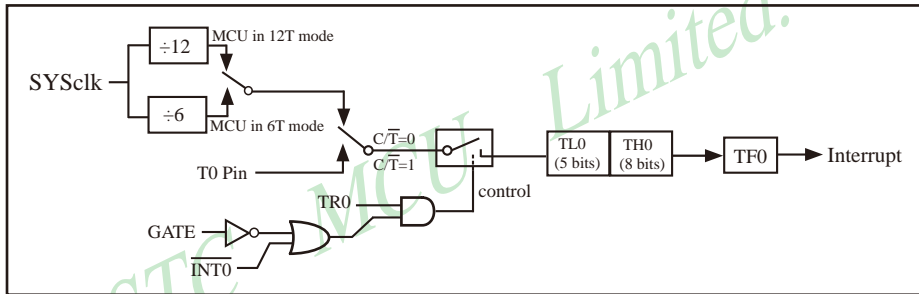 ÷12
MCU in 12T mode
SYSclk
÷6
MCU in 6T mode
C/T̅=0
C/T̅=1
T0 Pin
TL0
(5 bits)
TH0
(8 bits)
TF0
Interrupt
control
TR0
GATE
I̅N̅T̅0̅
STC MCU Limited.